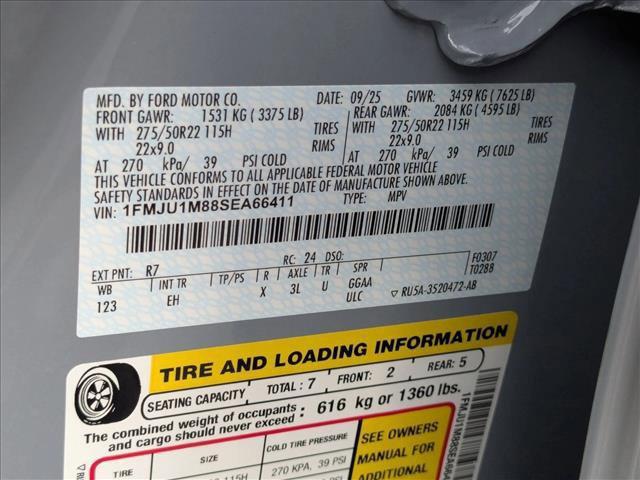 MFD. BY FORD MOTOR CO. DATE: 09/25 GVWR: 3459 KG ( 7625 LB)
FRONT GAWR: 1531 KG ( 3375 LB) REAR GAWR: 2084 KG ( 4595 LB)
WITH 275/50R22 115H TIRES WITH 275/50R22 115H TIRES
22x9.0 RIMS 22x9.0 RIMS
AT 270 kPa/ 39 PSI COLD AT 270 kPa/ 39 PSI COLD
THIS VEHICLE CONFORMS TO ALL APPLICABLE FEDERAL MOTOR VEHICLE
SAFETY STANDARDS IN EFFECT ON THE DATE OF MANUFACTURE SHOWN ABOVE.
VIN: 1FMJU1M88SEA66411 TYPE: MPV
EXT PNT: R7 RC: 24 DSO: F0307
T0288
WB INT TR TP/PS R AXLE TR SPR
123 EH X 3L U GGAA
ULC ▽ RU5A-3520472-AB
TIRE AND LOADING INFORMATION
SEATING CAPACITY TOTAL: 7 FRONT: 2 REAR: 5
The combined weight of occupants and cargo should never exceed : 616 kg or 1360 lbs.
TIRE SIZE COLD TIRE PRESSURE
115H 270 KPA, 39 PSI
SEE OWNERS
MANUAL FOR
ADDITIONAL